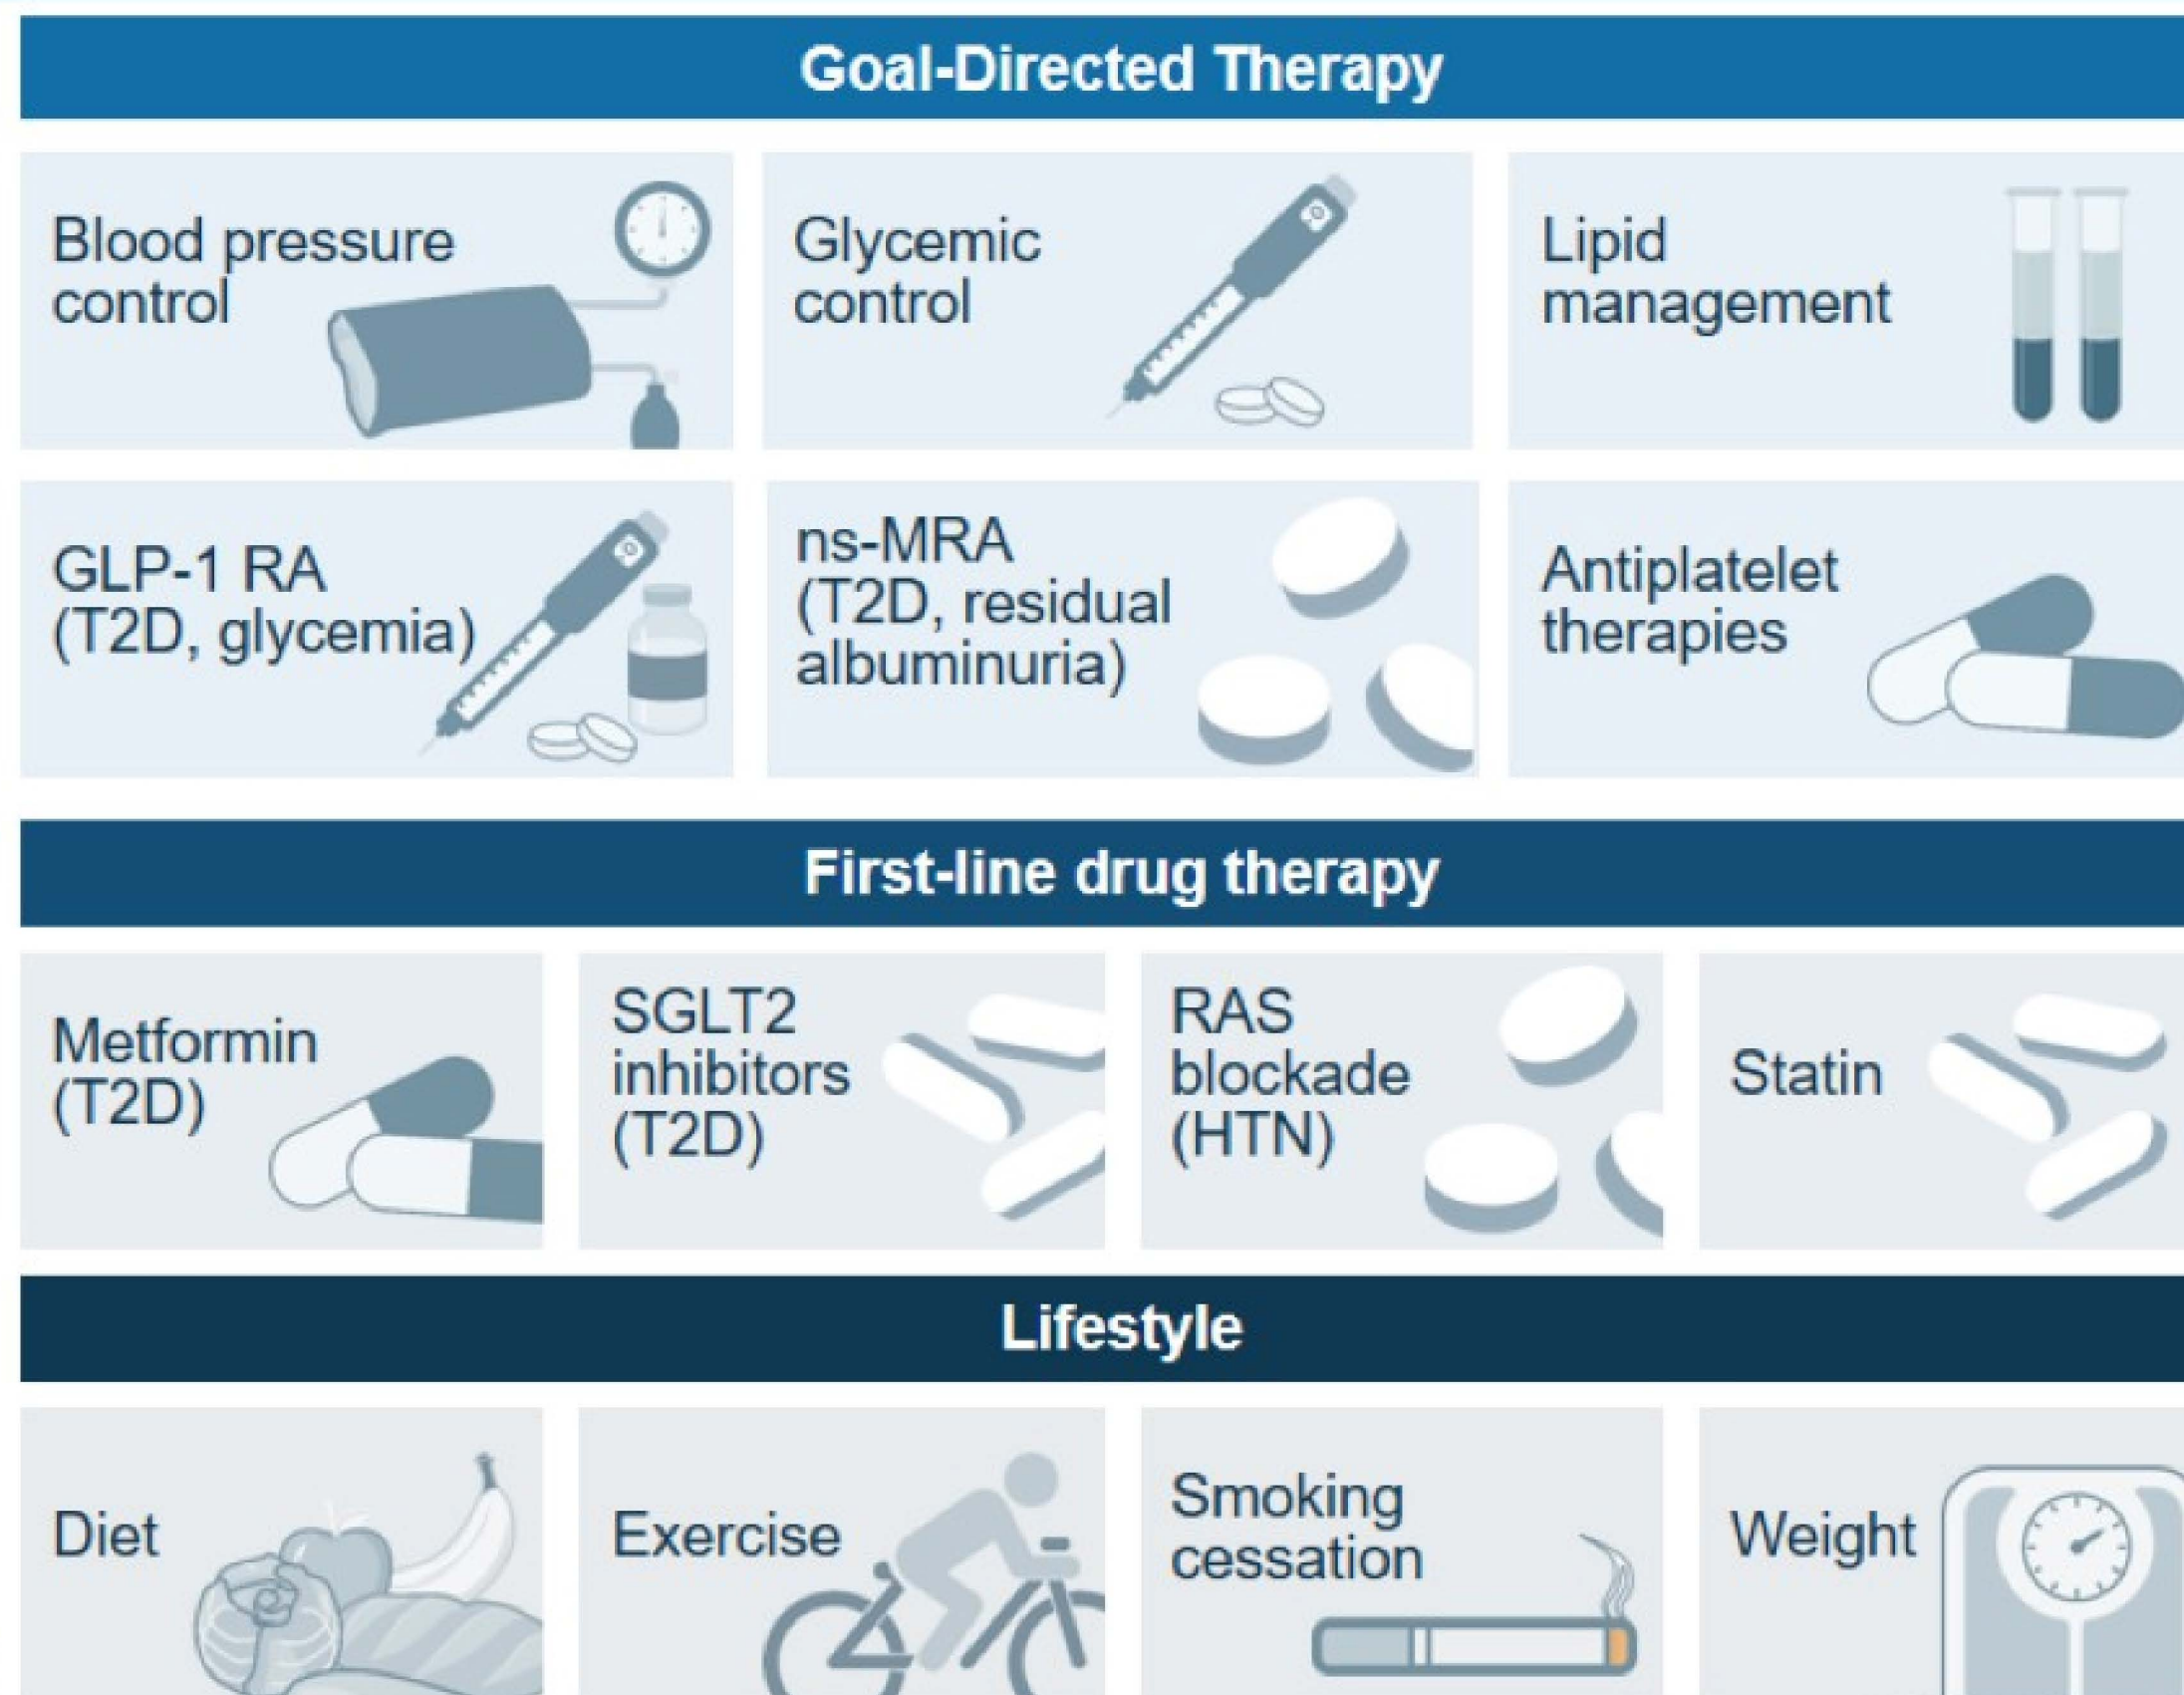 Goal-Directed Therapy
Blood pressure
control
Glycemic
control
Lipid
management
GLP-1 RA
(T2D, glycemia)
ns-MRA
(T2D, residual
albuminuria)
Antiplatelet
therapies
First-line drug therapy
Metformin
(T2D)
SGLT2
inhibitors
(T2D)
RAS
blockade
(HTN)
Statin
Lifestyle
Diet
Exercise
Smoking
cessation
Weight